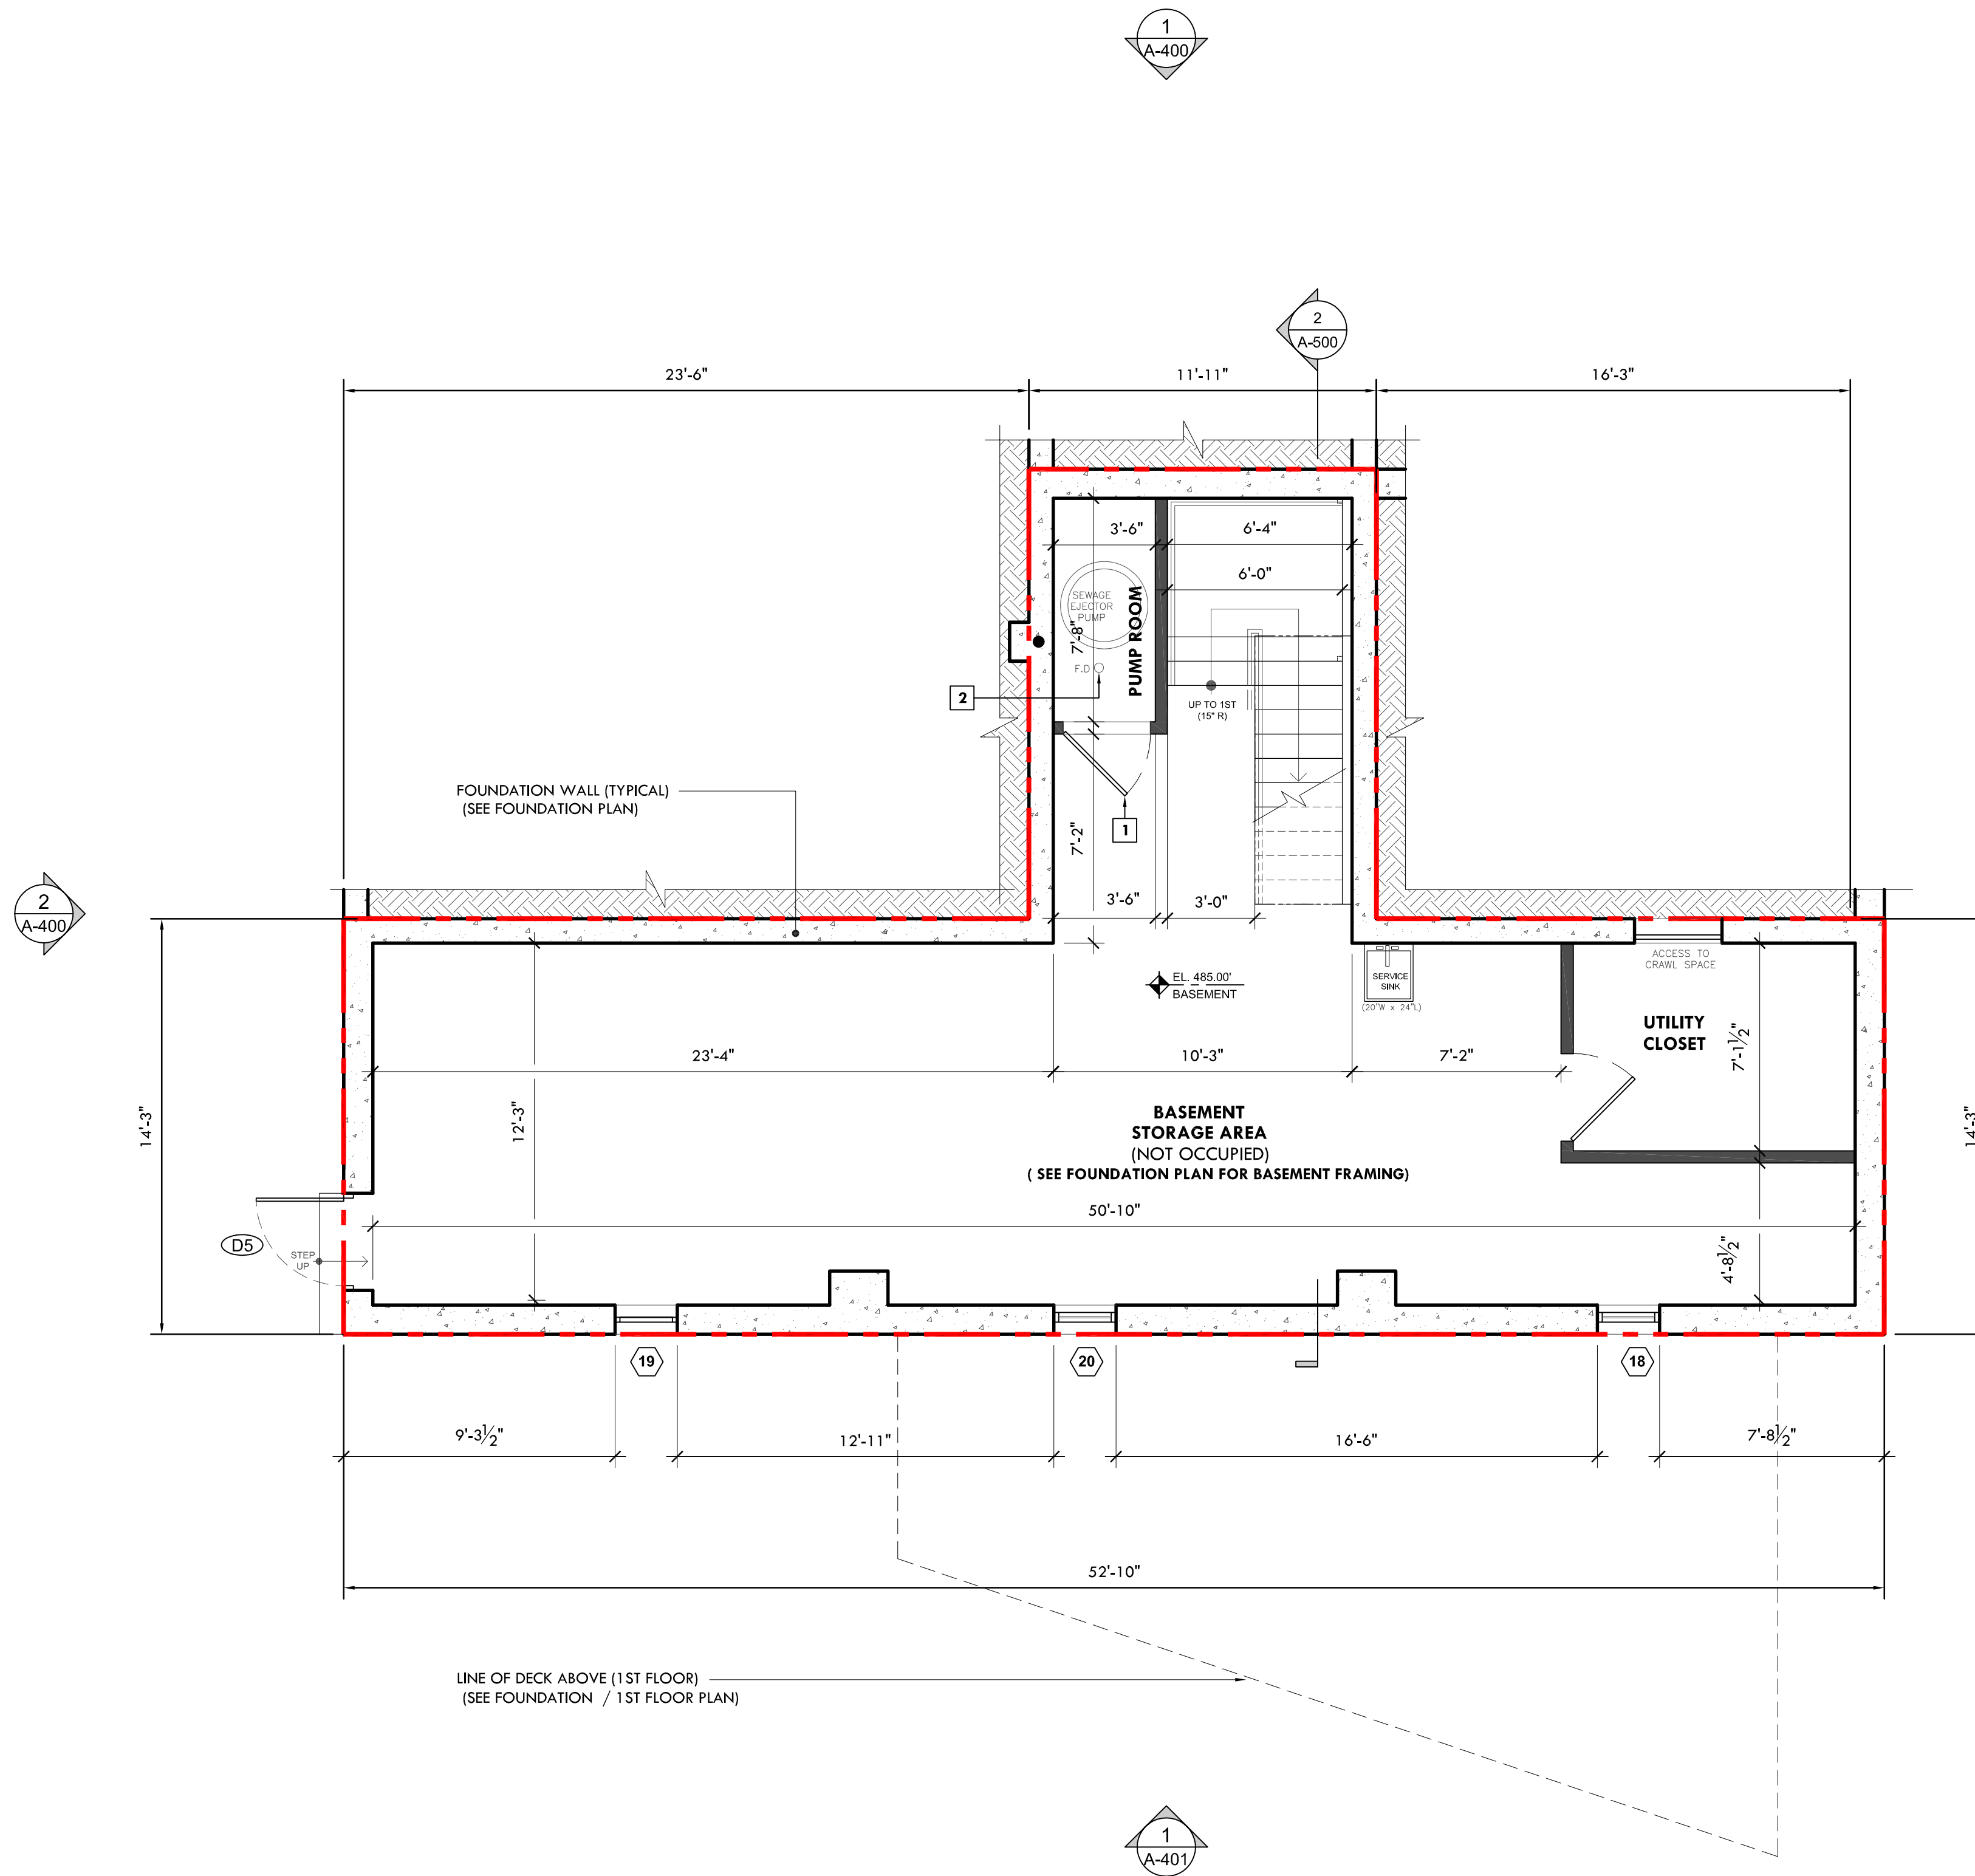 1
A-400
2
A-500
23'-6"
11'-11"
16'-3"
3'-6"
6'-4"
6'-0"
SEWAGE
EJECTOR
PUMP
7'-8"
PUMP ROOM
F.D
2
UP TO 1ST
(15" R)
FOUNDATION WALL (TYPICAL)
(SEE FOUNDATION PLAN)
1
7'-2"
3'-6"
3'-0"
2
A-400
EL. 485.00'
BASEMENT
SERVICE
SINK
(20"W x 24"L)
ACCESS TO
CRAWL SPACE
UTILITY
CLOSET
7'-1½"
23'-4"
10'-3"
7'-2"
14'-3"
12'-3"
14'-3"
BASEMENT
STORAGE AREA
(NOT OCCUPIED)
( SEE FOUNDATION PLAN FOR BASEMENT FRAMING)
50'-10"
D5
STEP
UP
4'-8½"
19
20
18
9'-3½"
12'-11"
16'-6"
7'-8½"
52'-10"
LINE OF DECK ABOVE (1ST FLOOR)
(SEE FOUNDATION / 1ST FLOOR PLAN)
1
A-401